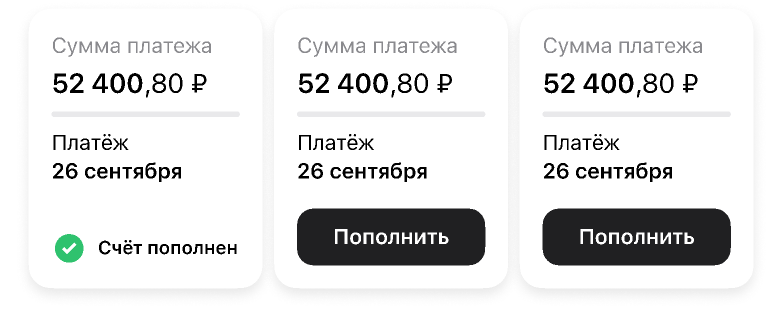 Сумма платежа
52 400,80 ₽
Платёж
26 сентября
Счёт пополнен
Сумма платежа
52 400,80 ₽
Платёж
26 сентября
Пополнить
Сумма платежа
52 400,80 ₽
Платёж
26 сентября
Пополнить